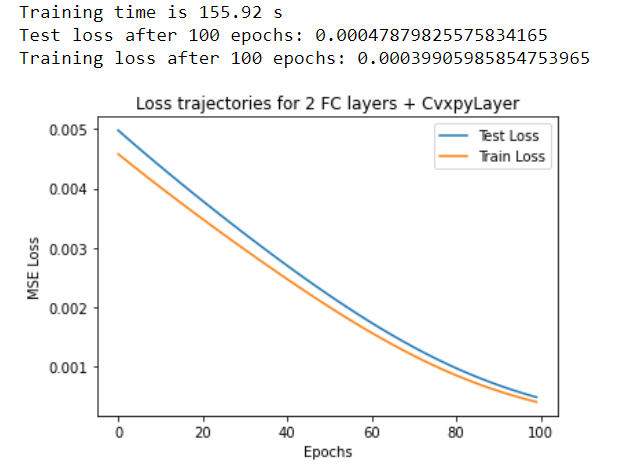 Training time is 155.92 s
Test loss after 100 epochs: 0.00047879825575834165
Training loss after 100 epochs: 0.00039905985854753965
Loss trajectories for 2 FC layers + CvxpyLayer
Test Loss
Train Loss
0.005
0.004
0.003
0.002
0.001
MSE Loss
0 20 40 60 80 100
Epochs